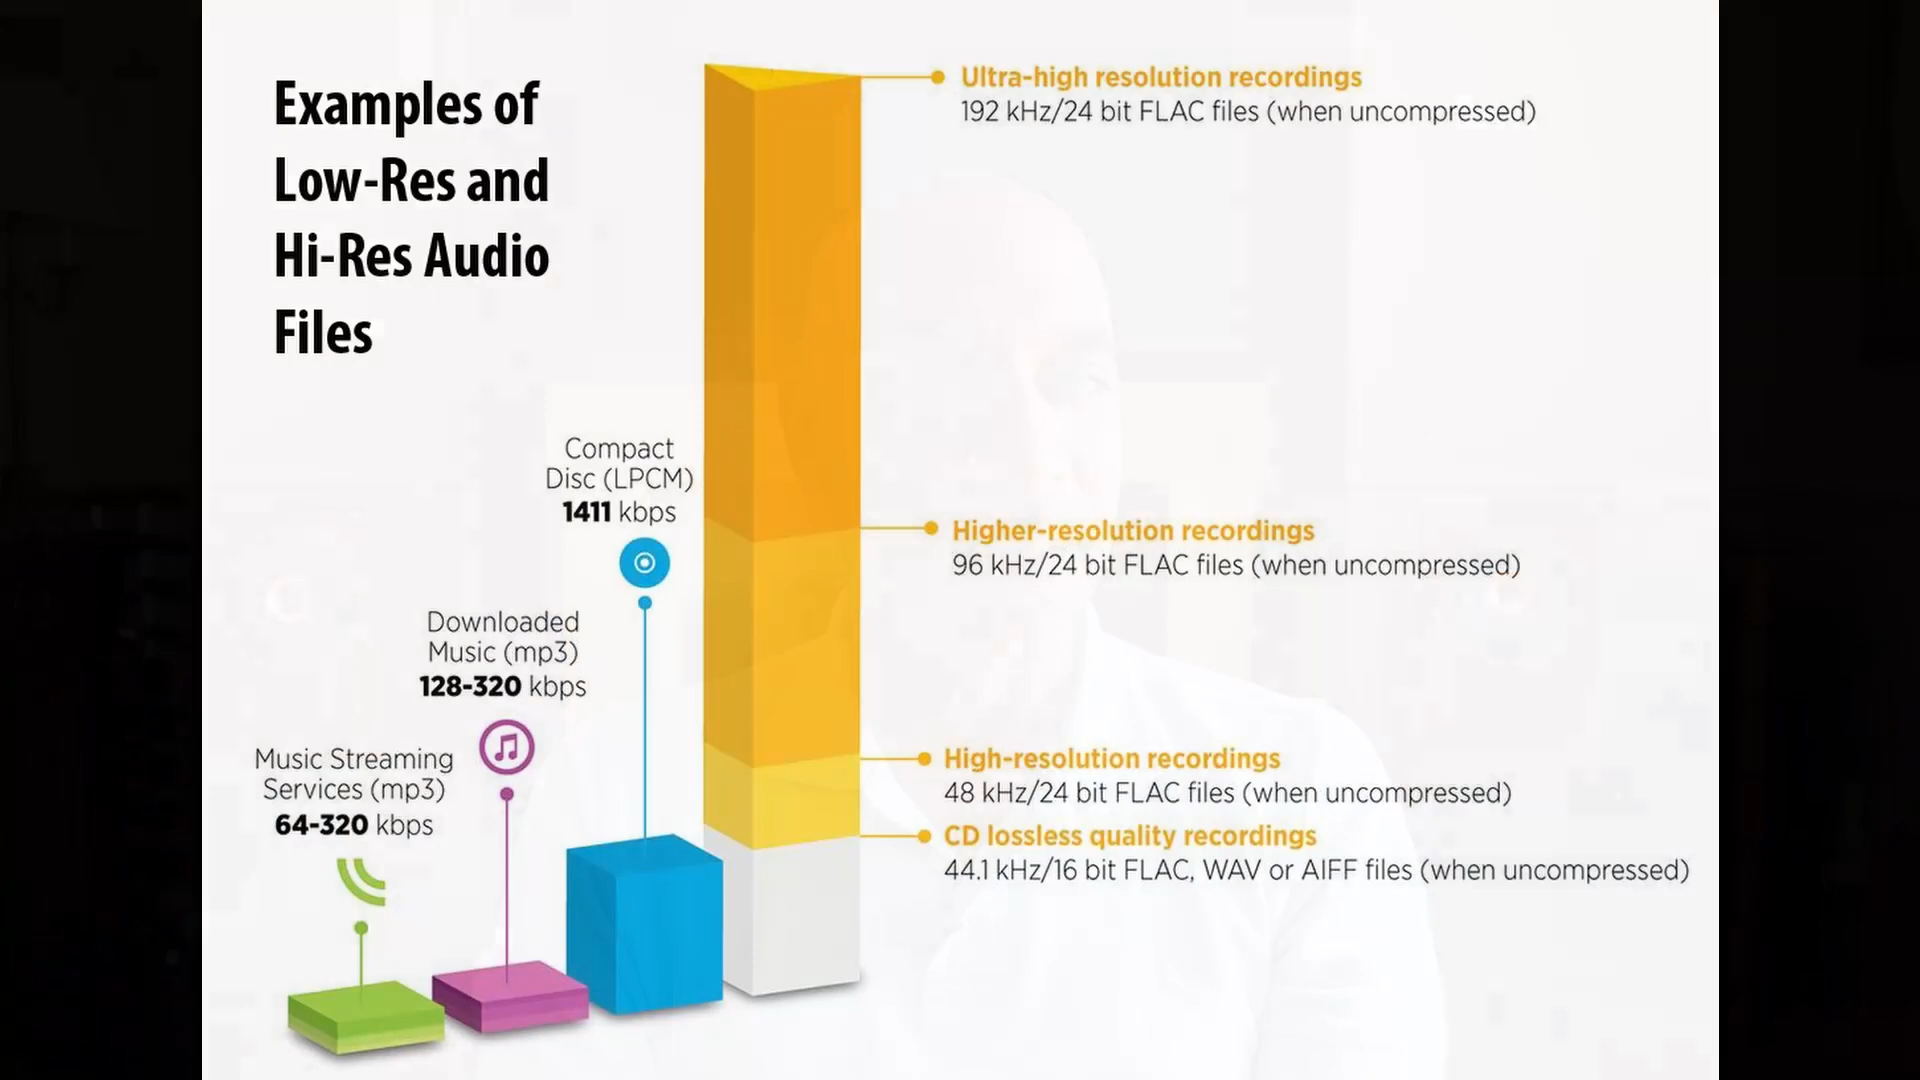 Examples of
Low-Res and
Hi-Res Audio
Files
Ultra-high resolution recordings
192 kHz/24 bit FLAC files (when uncompressed)
Compact
Disc (LPCM)
1411 kbps
Higher-resolution recordings
96 kHz/24 bit FLAC files (when uncompressed)
Downloaded
Music (mp3)
128-320 kbps
Music Streaming
Services (mp3)
64-320 kbps
High-resolution recordings
48 kHz/24 bit FLAC files (when uncompressed)
CD lossless quality recordings
44.1 kHz/16 bit FLAC, WAV or AIFF files (when uncompressed)